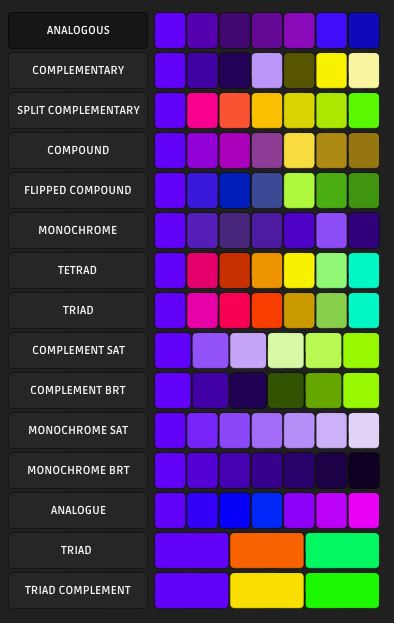 ANALOGOUS
COMPLEMENTARY
SPLIT COMPLEMENTARY
COMPOUND
FLIPPED COMPOUND
MONOCHROME
TETRAD
TRIAD
COMPLEMENT SAT
COMPLEMENT BRT
MONOCHROME SAT
MONOCHROME BRT
ANALOGUE
TRIAD
TRIAD COMPLEMENT